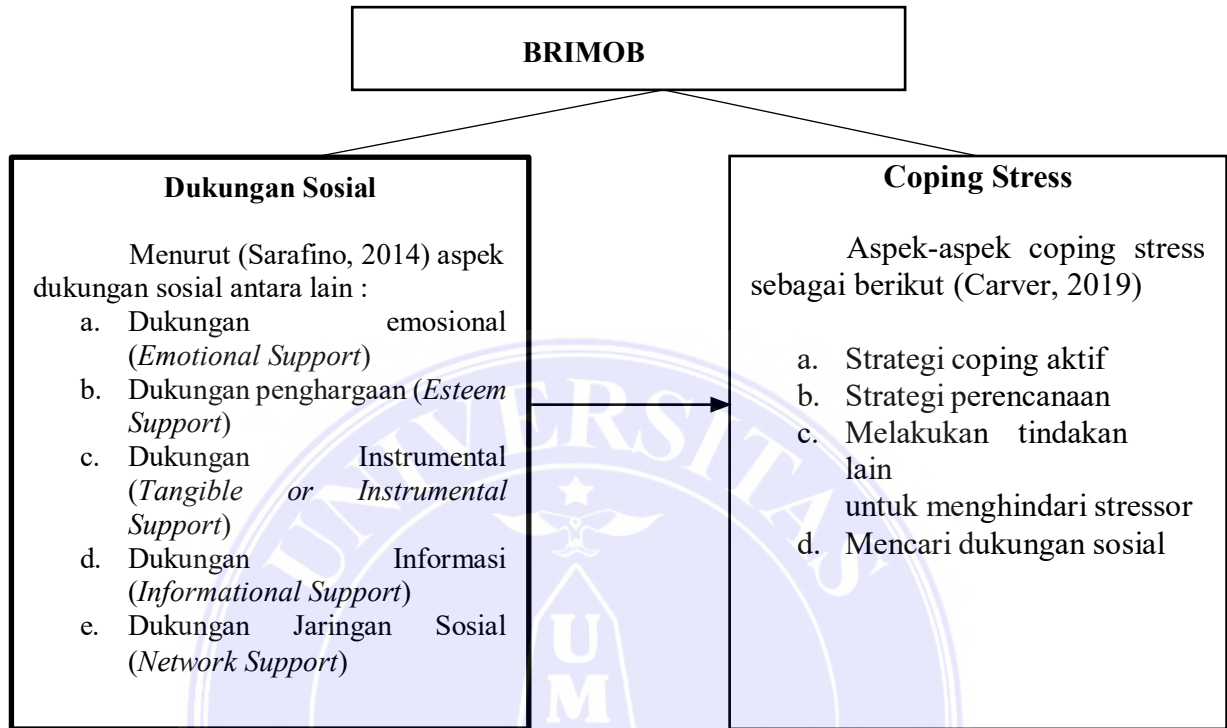 BRIMOB
Dukungan Sosial
Menurut (Sarafino, 2014) aspek
dukungan sosial antara lain :
a. Dukungan emosional
(Emotional Support)
b. Dukungan penghargaan (Esteem
Support)
c. Dukungan Instrumental
(Tangible or Instrumental
Support)
d. Dukungan Informasi
(Informational Support)
e. Dukungan Jaringan Sosial
(Network Support)
Coping Stress
Aspek-aspek coping stress
sebagai berikut (Carver, 2019)
a. Strategi coping aktif
b. Strategi perencanaan
c. Melakukan tindakan
lain
untuk menghindari stressor
d. Mencari dukungan sosial
UNIVERSITAS
U
M